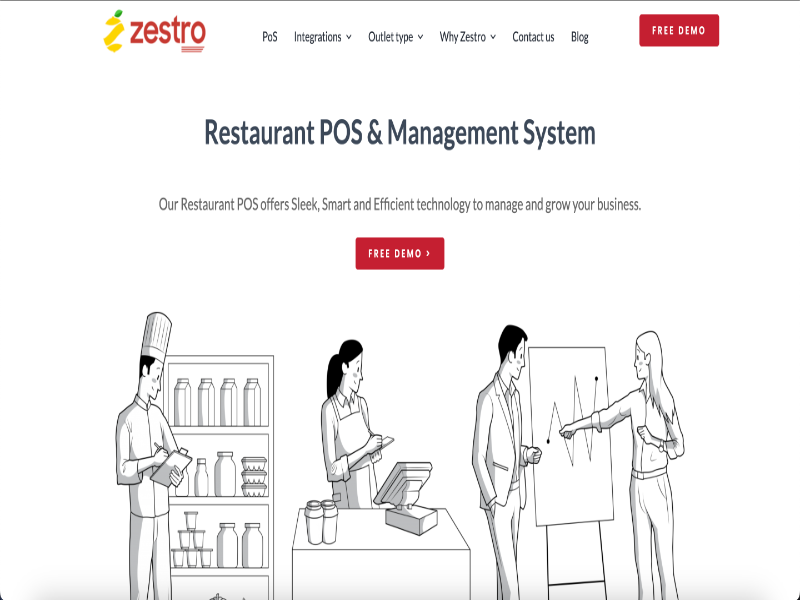 zestro
PoS Integrations Outlet type Why Zestro Contact us Blog
FREE DEMO
Restaurant POS & Management System
Our Restaurant POS offers Sleek, Smart and Efficient technology to manage and grow your business.
FREE DEMO ›